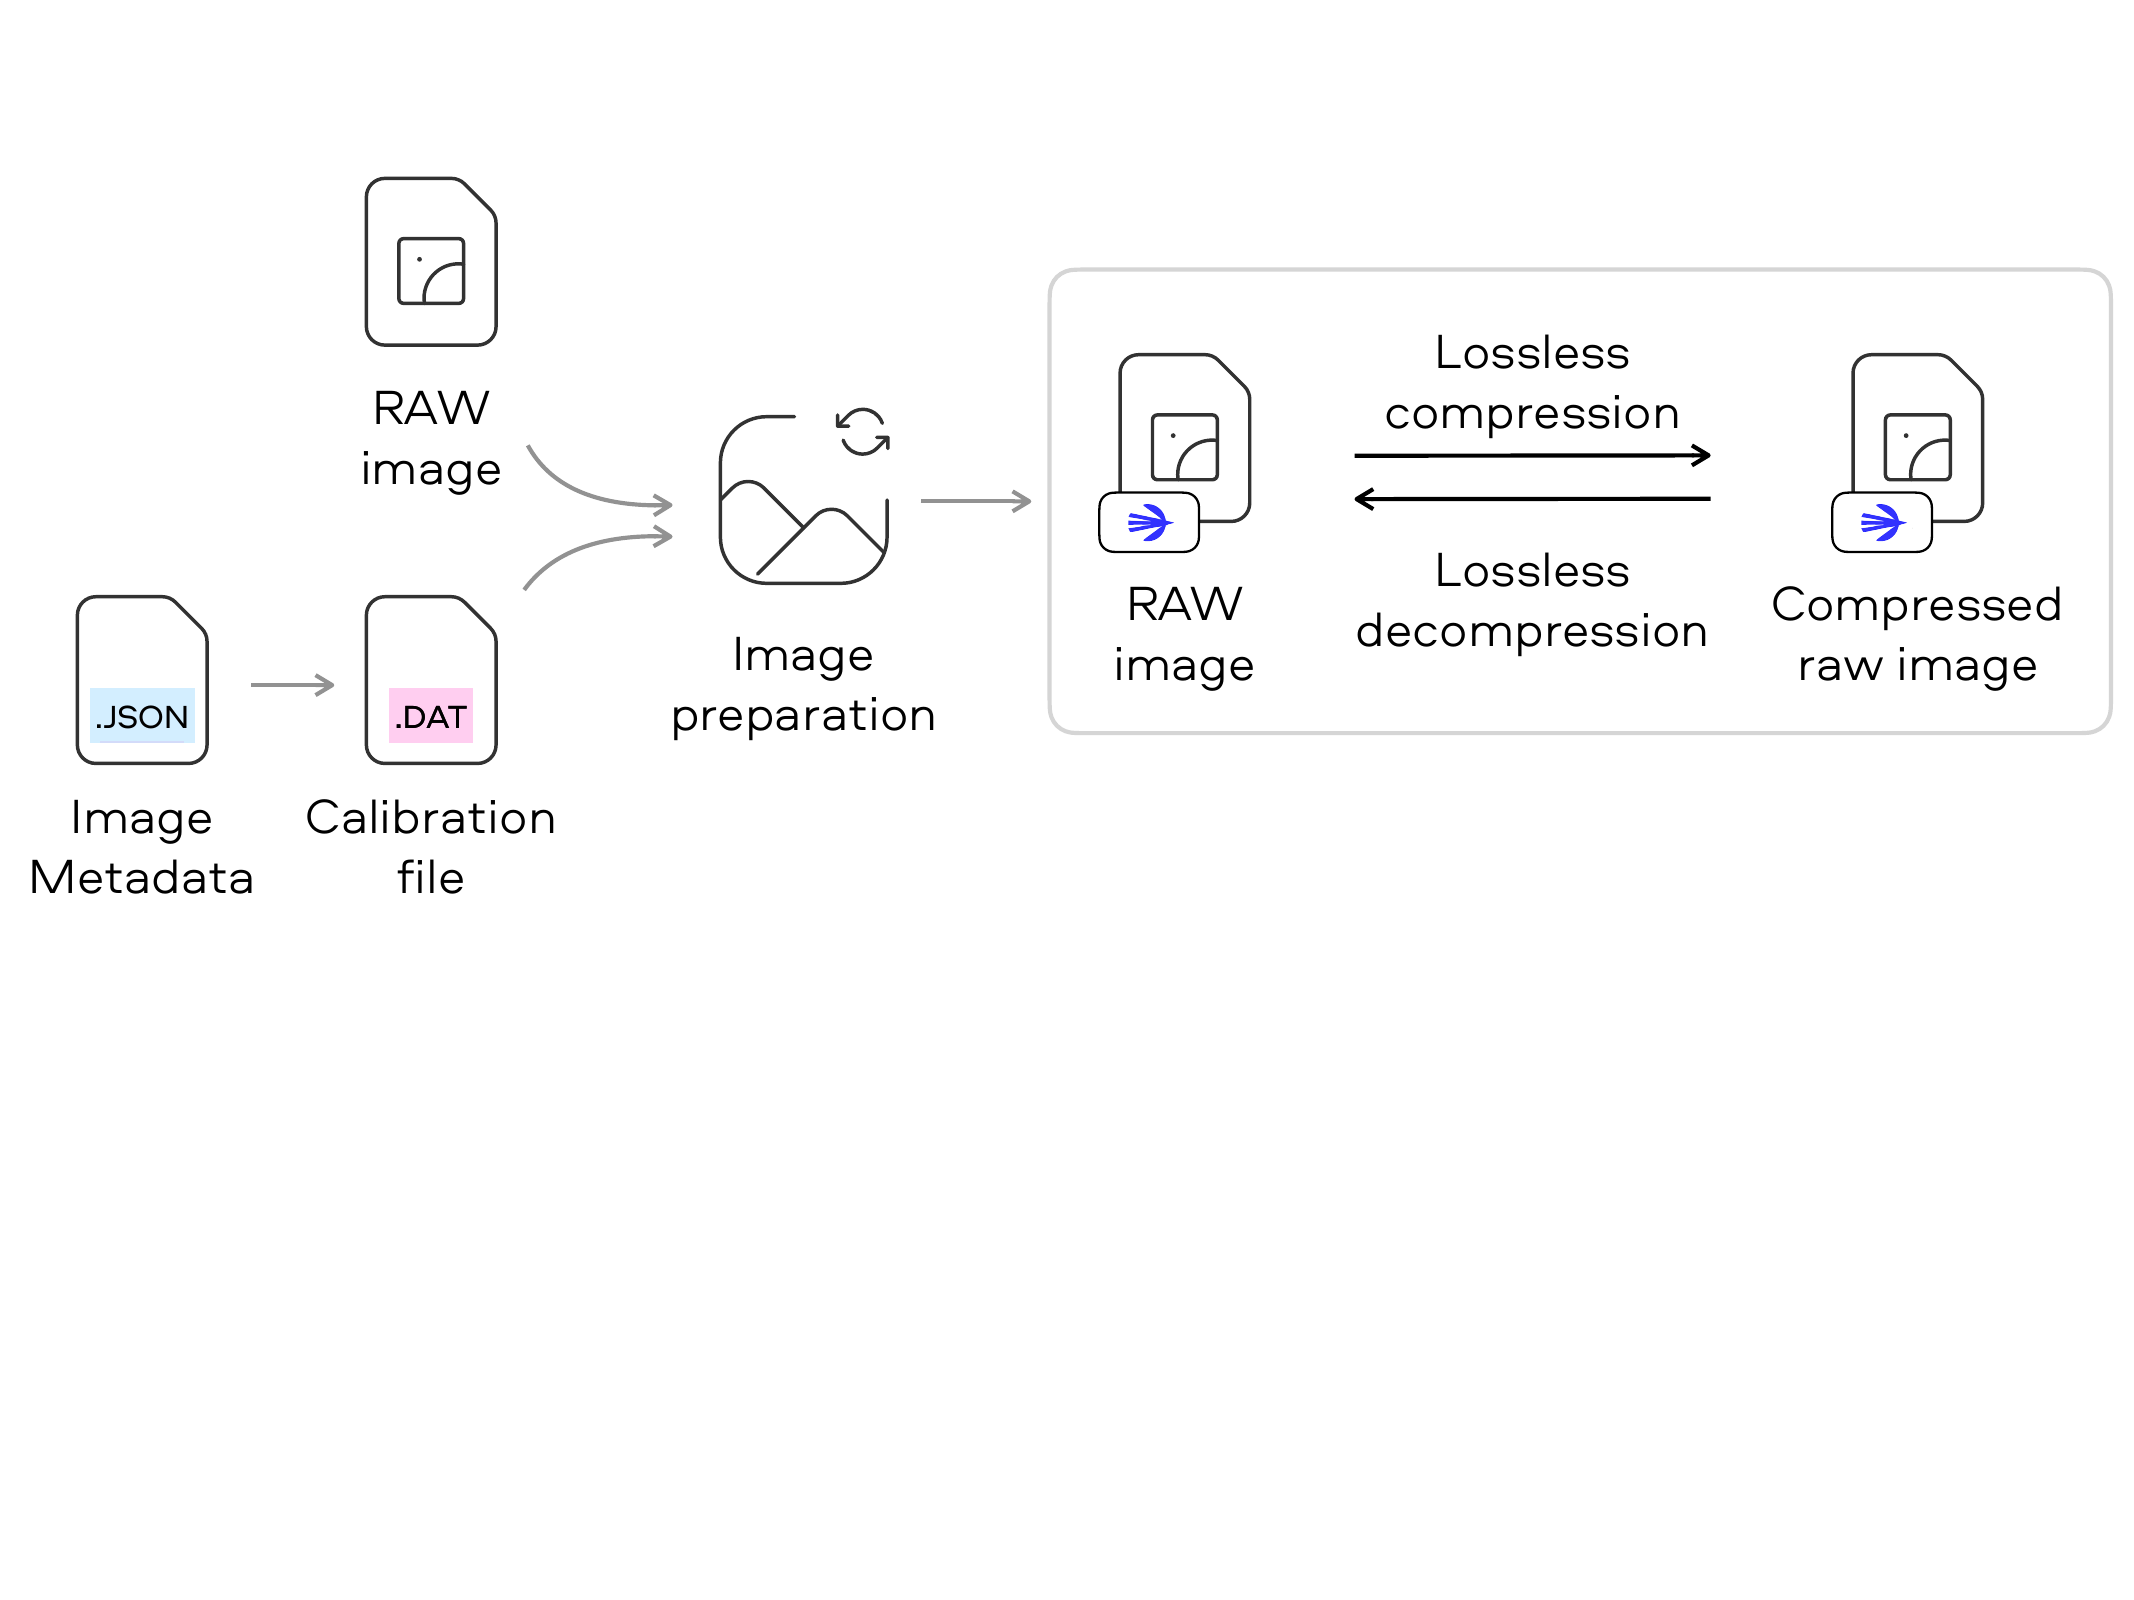 RAW
image
.JSON
Image
Metadata
.DAT
Calibration
file
Image
preparation
RAW
image
Lossless
compression
Lossless
decompression
Compressed
raw image